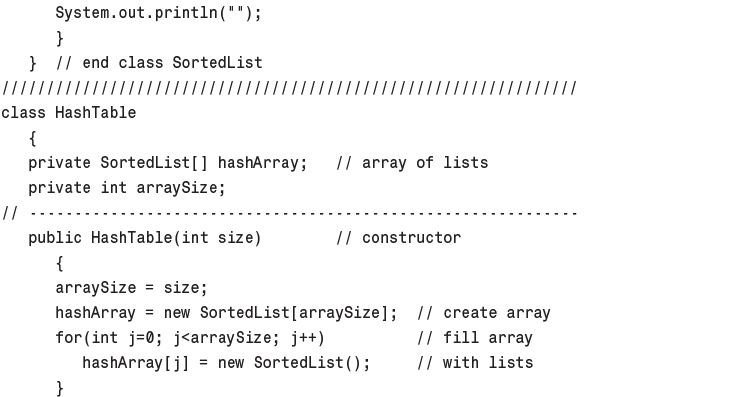 System.out.println("");
      }
   }  // end class SortedList
////////////////////////////////////////////////////////////////
class HashTable
   {
   private SortedList[] hashArray;   // array of lists
   private int arraySize;
// -------------------------------------------------------------
   public HashTable(int size)        // constructor
      {
      arraySize = size;
      hashArray = new SortedList[arraySize];  // create array
      for(int j=0; j<arraySize; j++)          // fill array
         hashArray[j] = new SortedList();     // with lists
      }